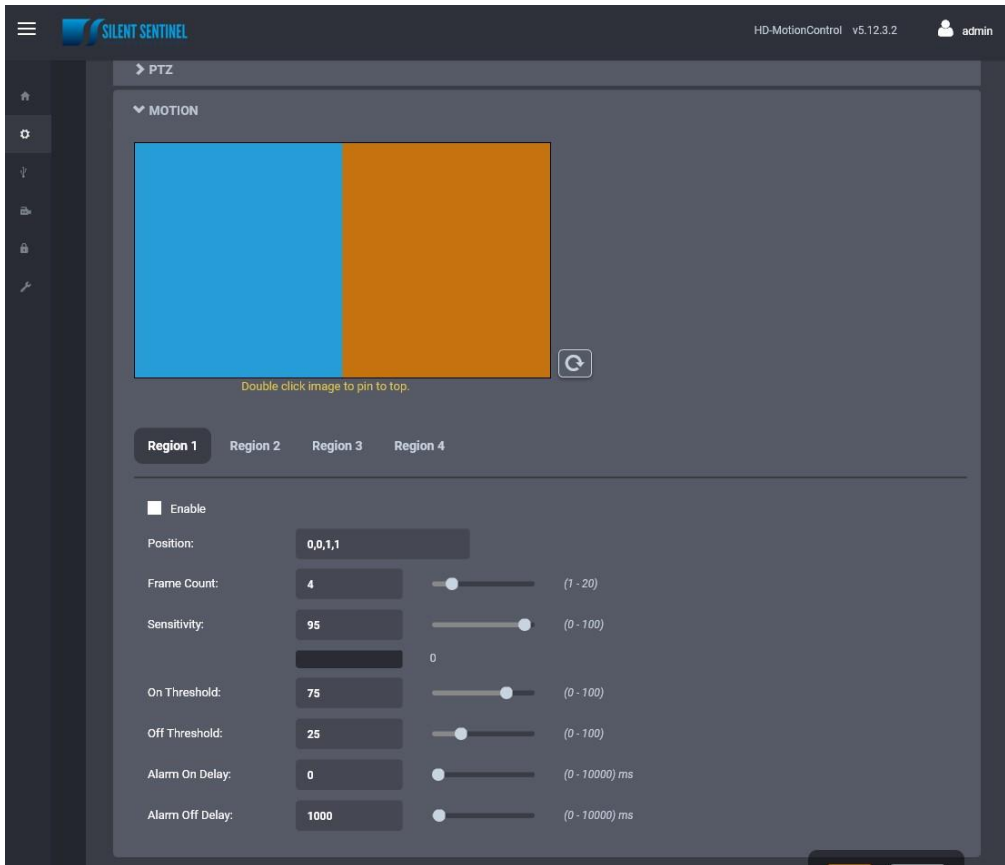 SILENT SENTINEL
HD-MotionControl v5.12.3.2 admin
PTZ
MOTION
Double click image to pin to top.
Region 1 Region 2 Region 3 Region 4
Enable
Position: 0,0,1,1
Frame Count: 4 (1 - 20)
Sensitivity: 95 (0 - 100)
0
On Threshold: 75 (0 - 100)
Off Threshold: 25 (0 - 100)
Alarm On Delay: 0 (0 - 10000) ms
Alarm Off Delay: 1000 (0 - 10000) ms